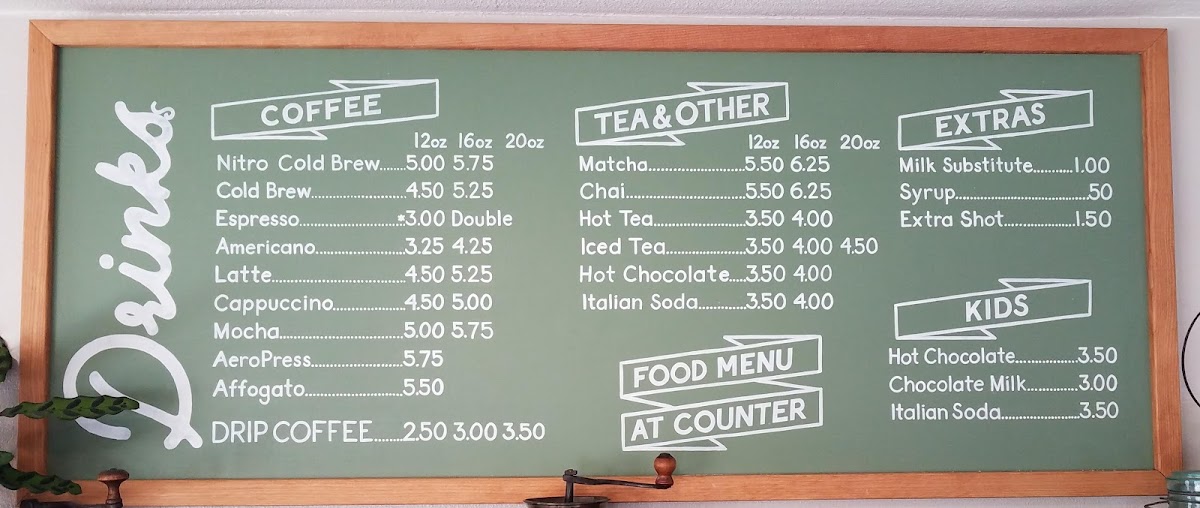 Drinks
COFFEE
12oz 16oz 20oz
Nitro Cold Brew.......5.00 5.75
Cold Brew.......4.50 5.25
Espresso.......*3.00 Double
Americano.......3.25 4.25
Latte.......4.50 5.25
Cappuccino.......4.50 5.00
Mocha.......5.00 5.75
AeroPress.......5.75
Affogato.......5.50
DRIP COFFEE.......2.50 3.00 3.50
TEA & OTHER
12oz 16oz 20oz
Matcha.......5.50 6.25
Chai.......5.50 6.25
Hot Tea.......3.50 4.00
Iced Tea.......3.50 4.00 4.50
Hot Chocolate.......3.50 4.00
Italian Soda.......3.50 4.00
FOOD MENU
AT COUNTER
EXTRAS
Milk Substitute.......1.00
Syrup.......50
Extra Shot.......1.50
KIDS
Hot Chocolate.......3.50
Chocolate Milk.......3.00
Italian Soda.......3.50